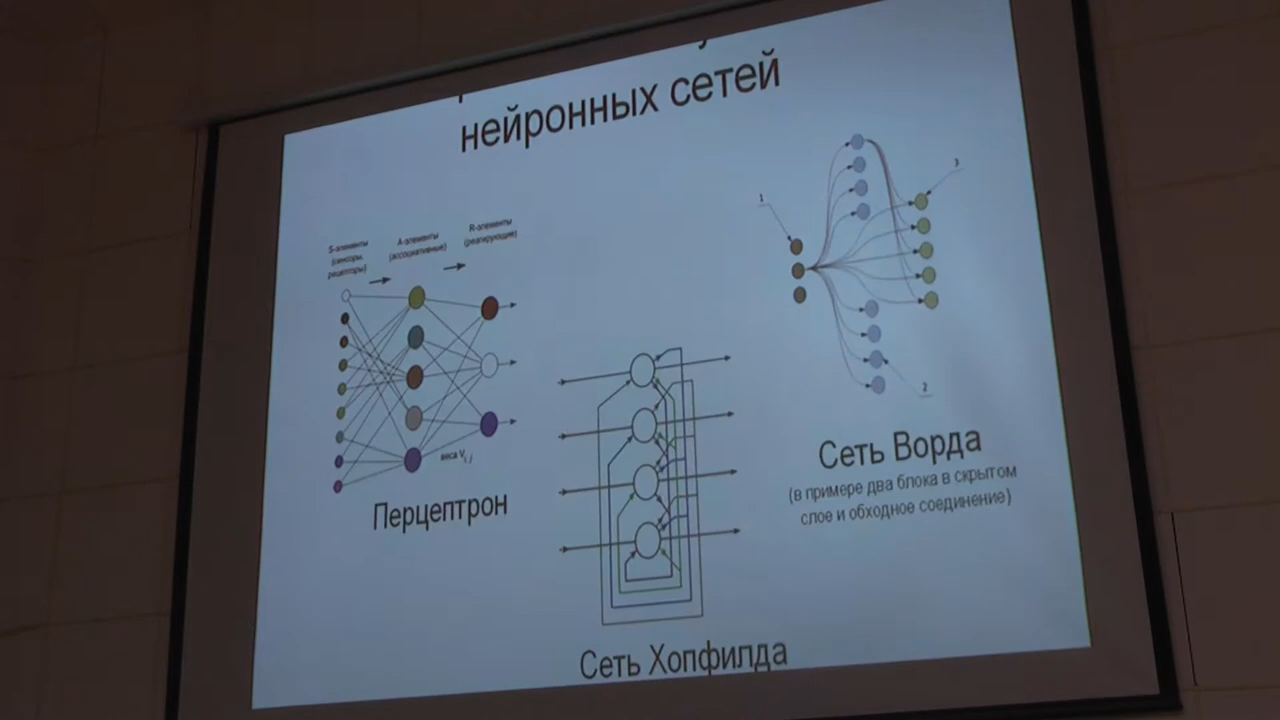 нейронных сетей
S-элементы
(сенсоры,
рецепторы)
A-элементы
(ассоциативные)
R-элементы
(реагирующие)
веса V i, j
Перцептрон
Сеть Хопфилда
1
3
2
Сеть Ворда
(в примере два блока в скрытом
слое и обходное соединение)